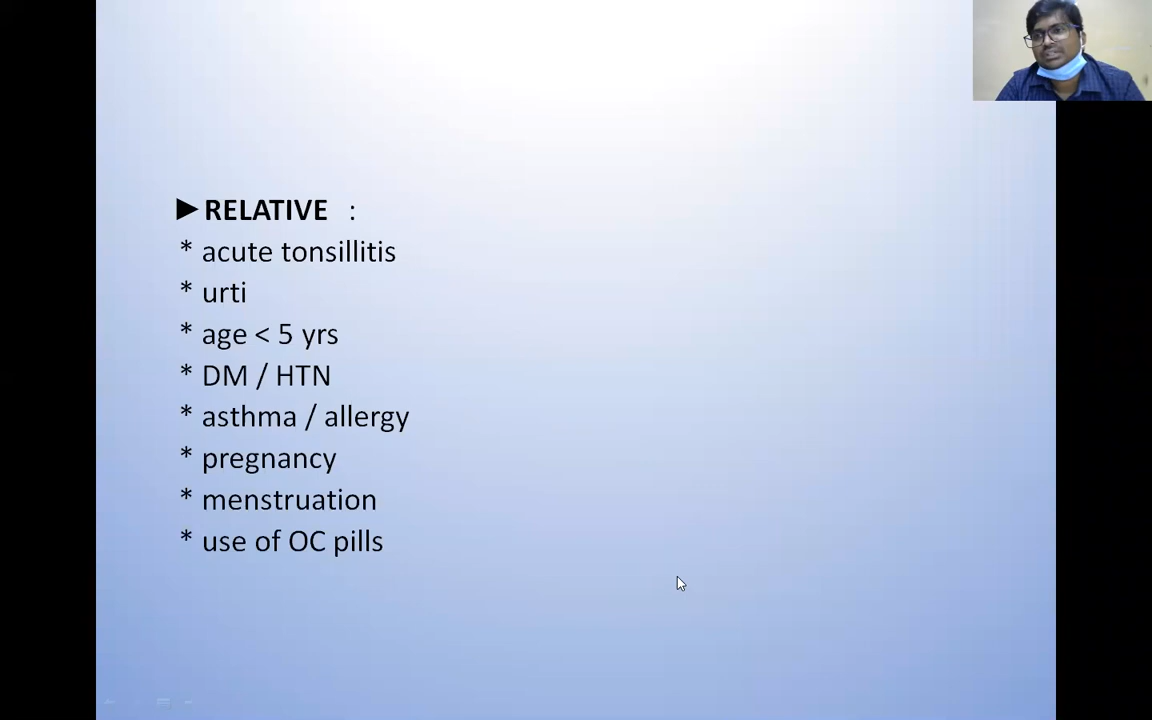 ►RELATIVE :
* acute tonsillitis
* urti
* age < 5 yrs
* DM / HTN
* asthma / allergy
* pregnancy
* menstruation
* use of OC pills